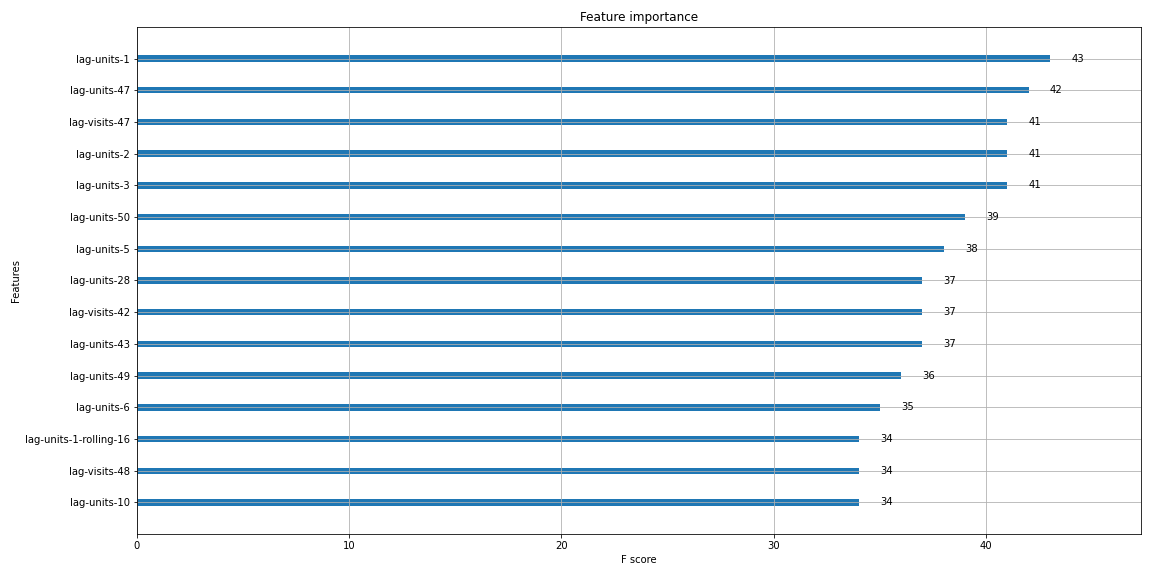 Feature importance
Features
lag-units-1 43
lag-units-47 42
lag-visits-47 41
lag-units-2 41
lag-units-3 41
lag-units-50 39
lag-units-5 38
lag-units-28 37
lag-visits-42 37
lag-units-43 37
lag-units-49 36
lag-units-6 35
lag-units-1-rolling-16 34
lag-visits-48 34
lag-units-10 34
0 10 20 30 40
F score